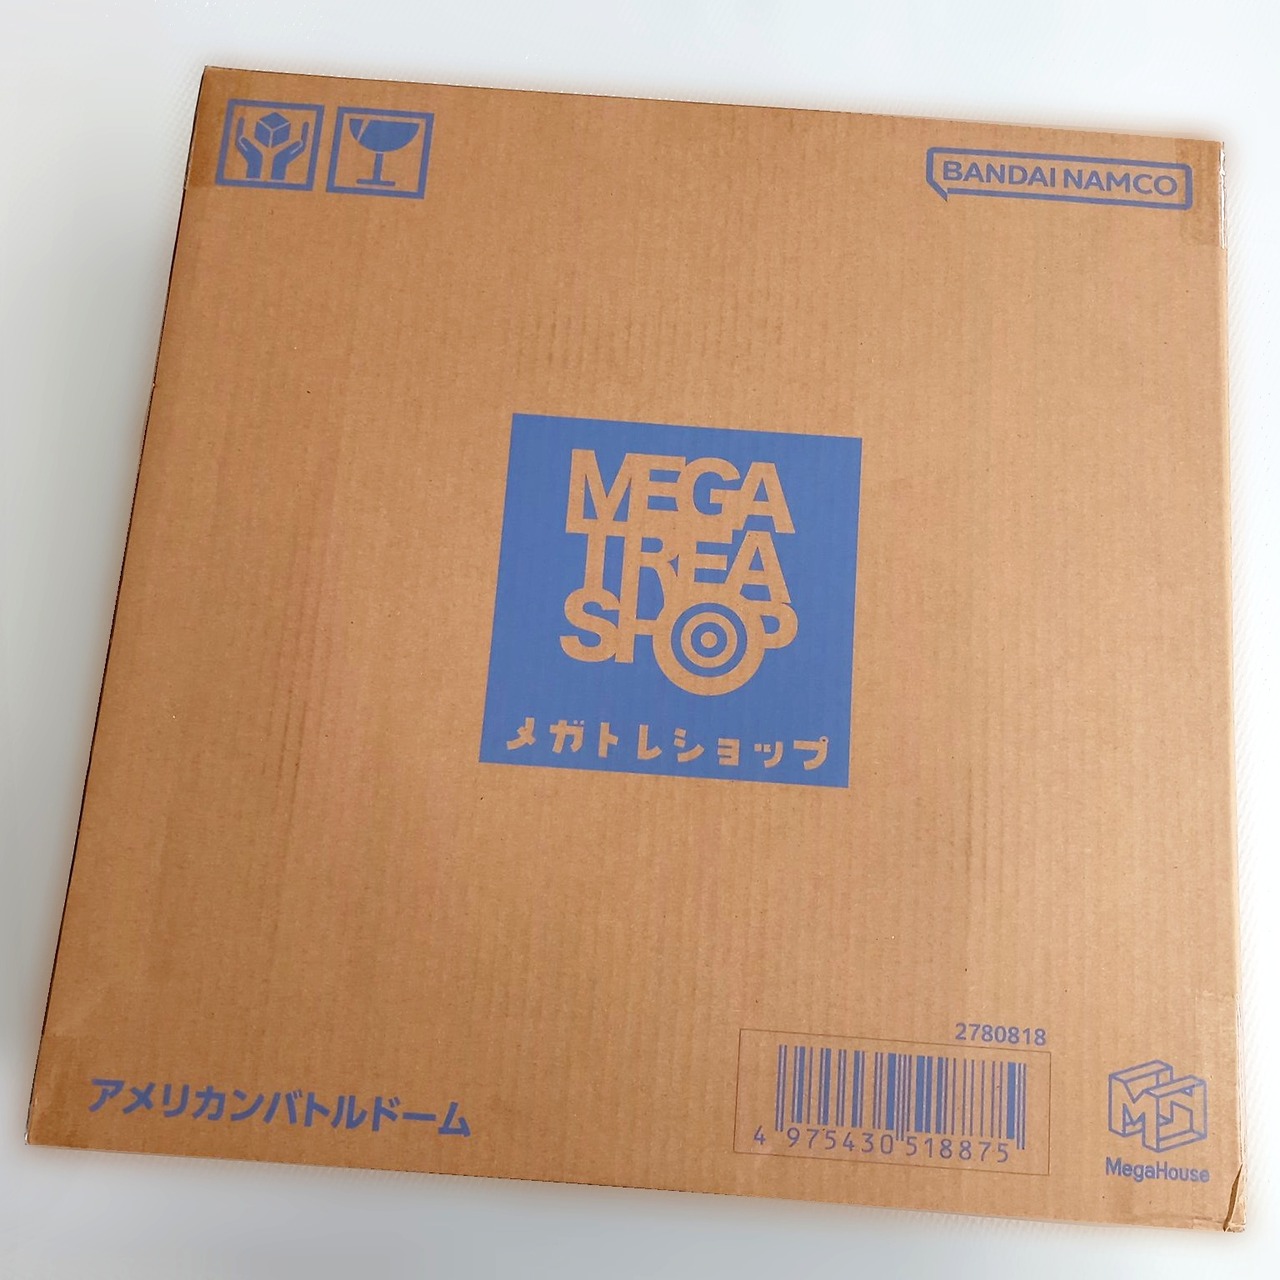 BANDAI NAMCO
MEGA
TREA
SHOP
メガトレショップ
2780818
4 975430 518875
アメリカンバトルドーム
MegaHouse